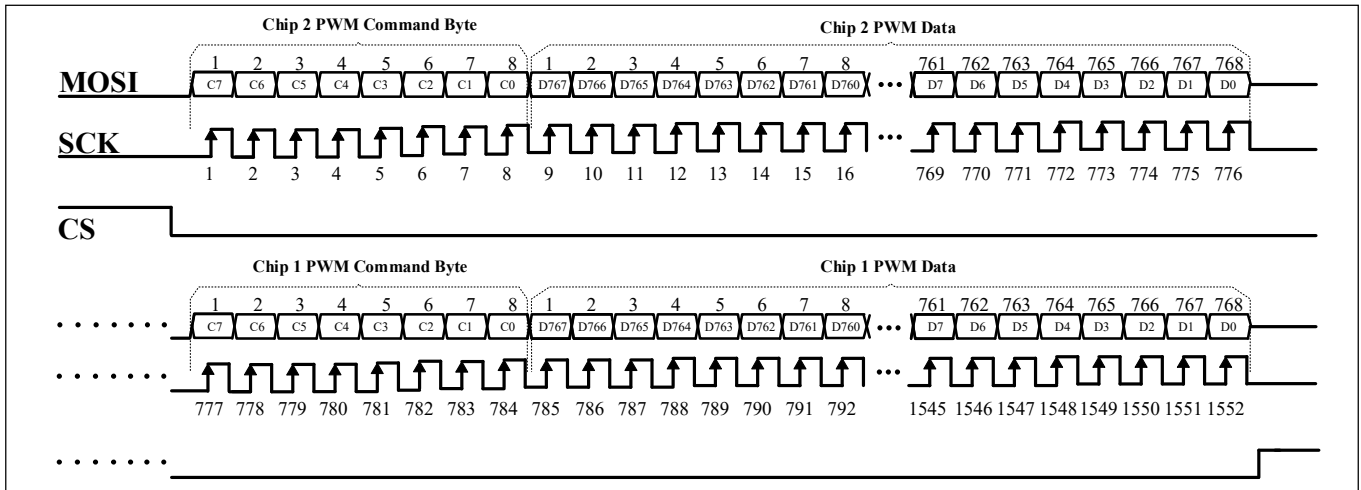 Chip 2 PWM Command Byte Chip 2 PWM Data
1 2 3 4 5 6 7 8 1 2 3 4 5 6 7 8 761 762 763 764 765 766 767 768
MOSI C7 C6 C5 C4 C3 C2 C1 C0 D767 D766 D765 D764 D763 D762 D761 D760 ... D7 D6 D5 D4 D3 D2 D1 D0
SCK ...
1 2 3 4 5 6 7 8 9 10 11 12 13 14 15 16 769 770 771 772 773 774 775 776
CS
Chip 1 PWM Command Byte Chip 1 PWM Data
1 2 3 4 5 6 7 8 1 2 3 4 5 6 7 8 761 762 763 764 765 766 767 768
....... C7 C6 C5 C4 C3 C2 C1 C0 D767 D766 D765 D764 D763 D762 D761 D760 ... D7 D6 D5 D4 D3 D2 D1 D0
....... ...
777 778 779 780 781 782 783 784 785 786 787 788 789 790 791 792 1545 1546 1547 1548 1549 1550 1551 1552
.......